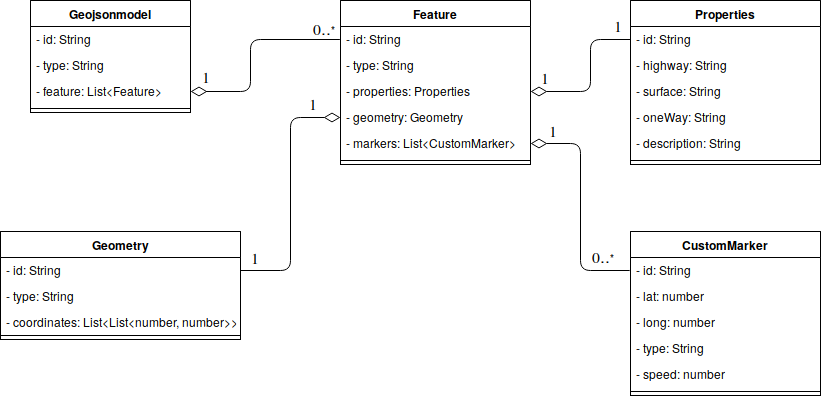 Geojsonmodel
- id: String
- type: String
- feature: List<Feature>
1
0..*
Feature
- id: String
- type: String
- properties: Properties
- geometry: Geometry
- markers: List<CustomMarker>
1
1
1
Properties
- id: String
- highway: String
- surface: String
- oneWay: String
- description: String
1
Geometry
- id: String
- type: String
- coordinates: List<List<number, number>>
1
0..*
CustomMarker
- id: String
- lat: number
- long: number
- type: String
- speed: number